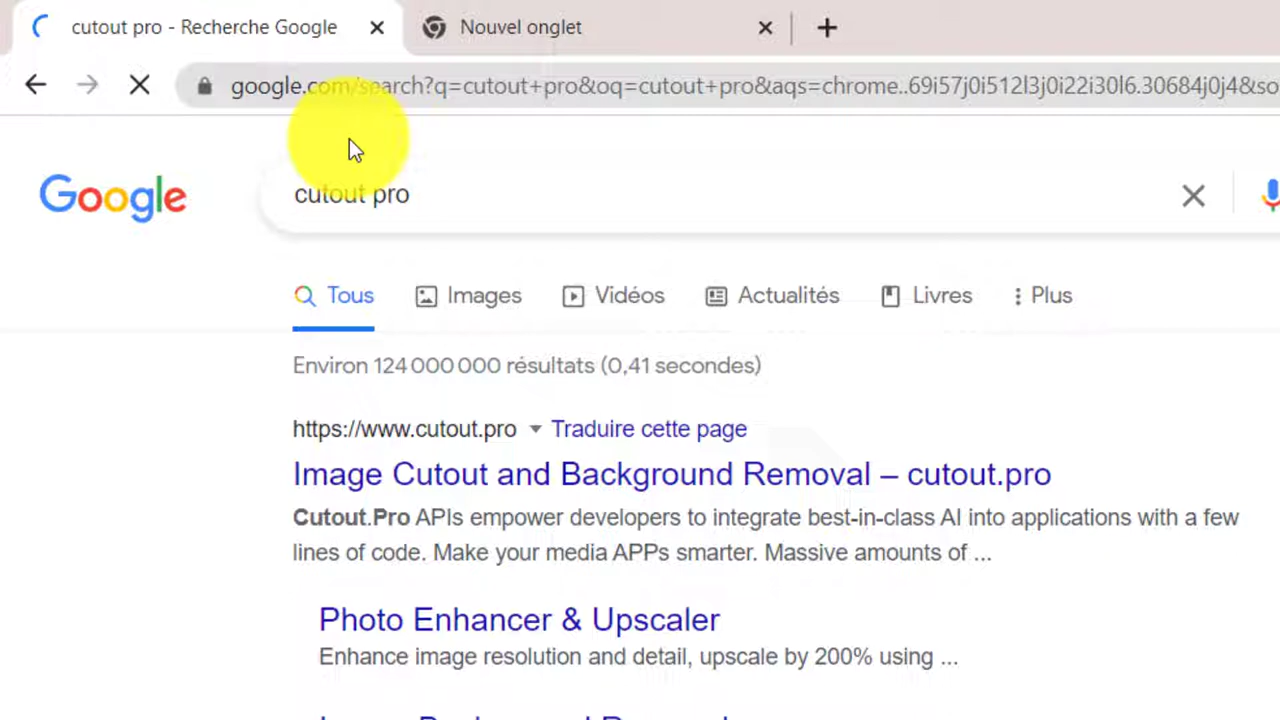 cutout pro - Recherche Google
Nouvel onglet
google.com/search?q=cutout+pro&oq=cutout+pro&aqs=chrome..69i57j0i512l3j0i22i30l6.30684j0j4&so
Google
cutout pro
Tous
Images
Vidéos
Actualités
Livres
Plus
Environ 124 000 000 résultats (0,41 secondes)
https://www.cutout.pro
Traduire cette page
Image Cutout and Background Removal – cutout.pro
Cutout.Pro APIs empower developers to integrate best-in-class AI into applications with a few
lines of code. Make your media APPs smarter. Massive amounts of ...
Photo Enhancer & Upscaler
Enhance image resolution and detail, upscale by 200% using ...